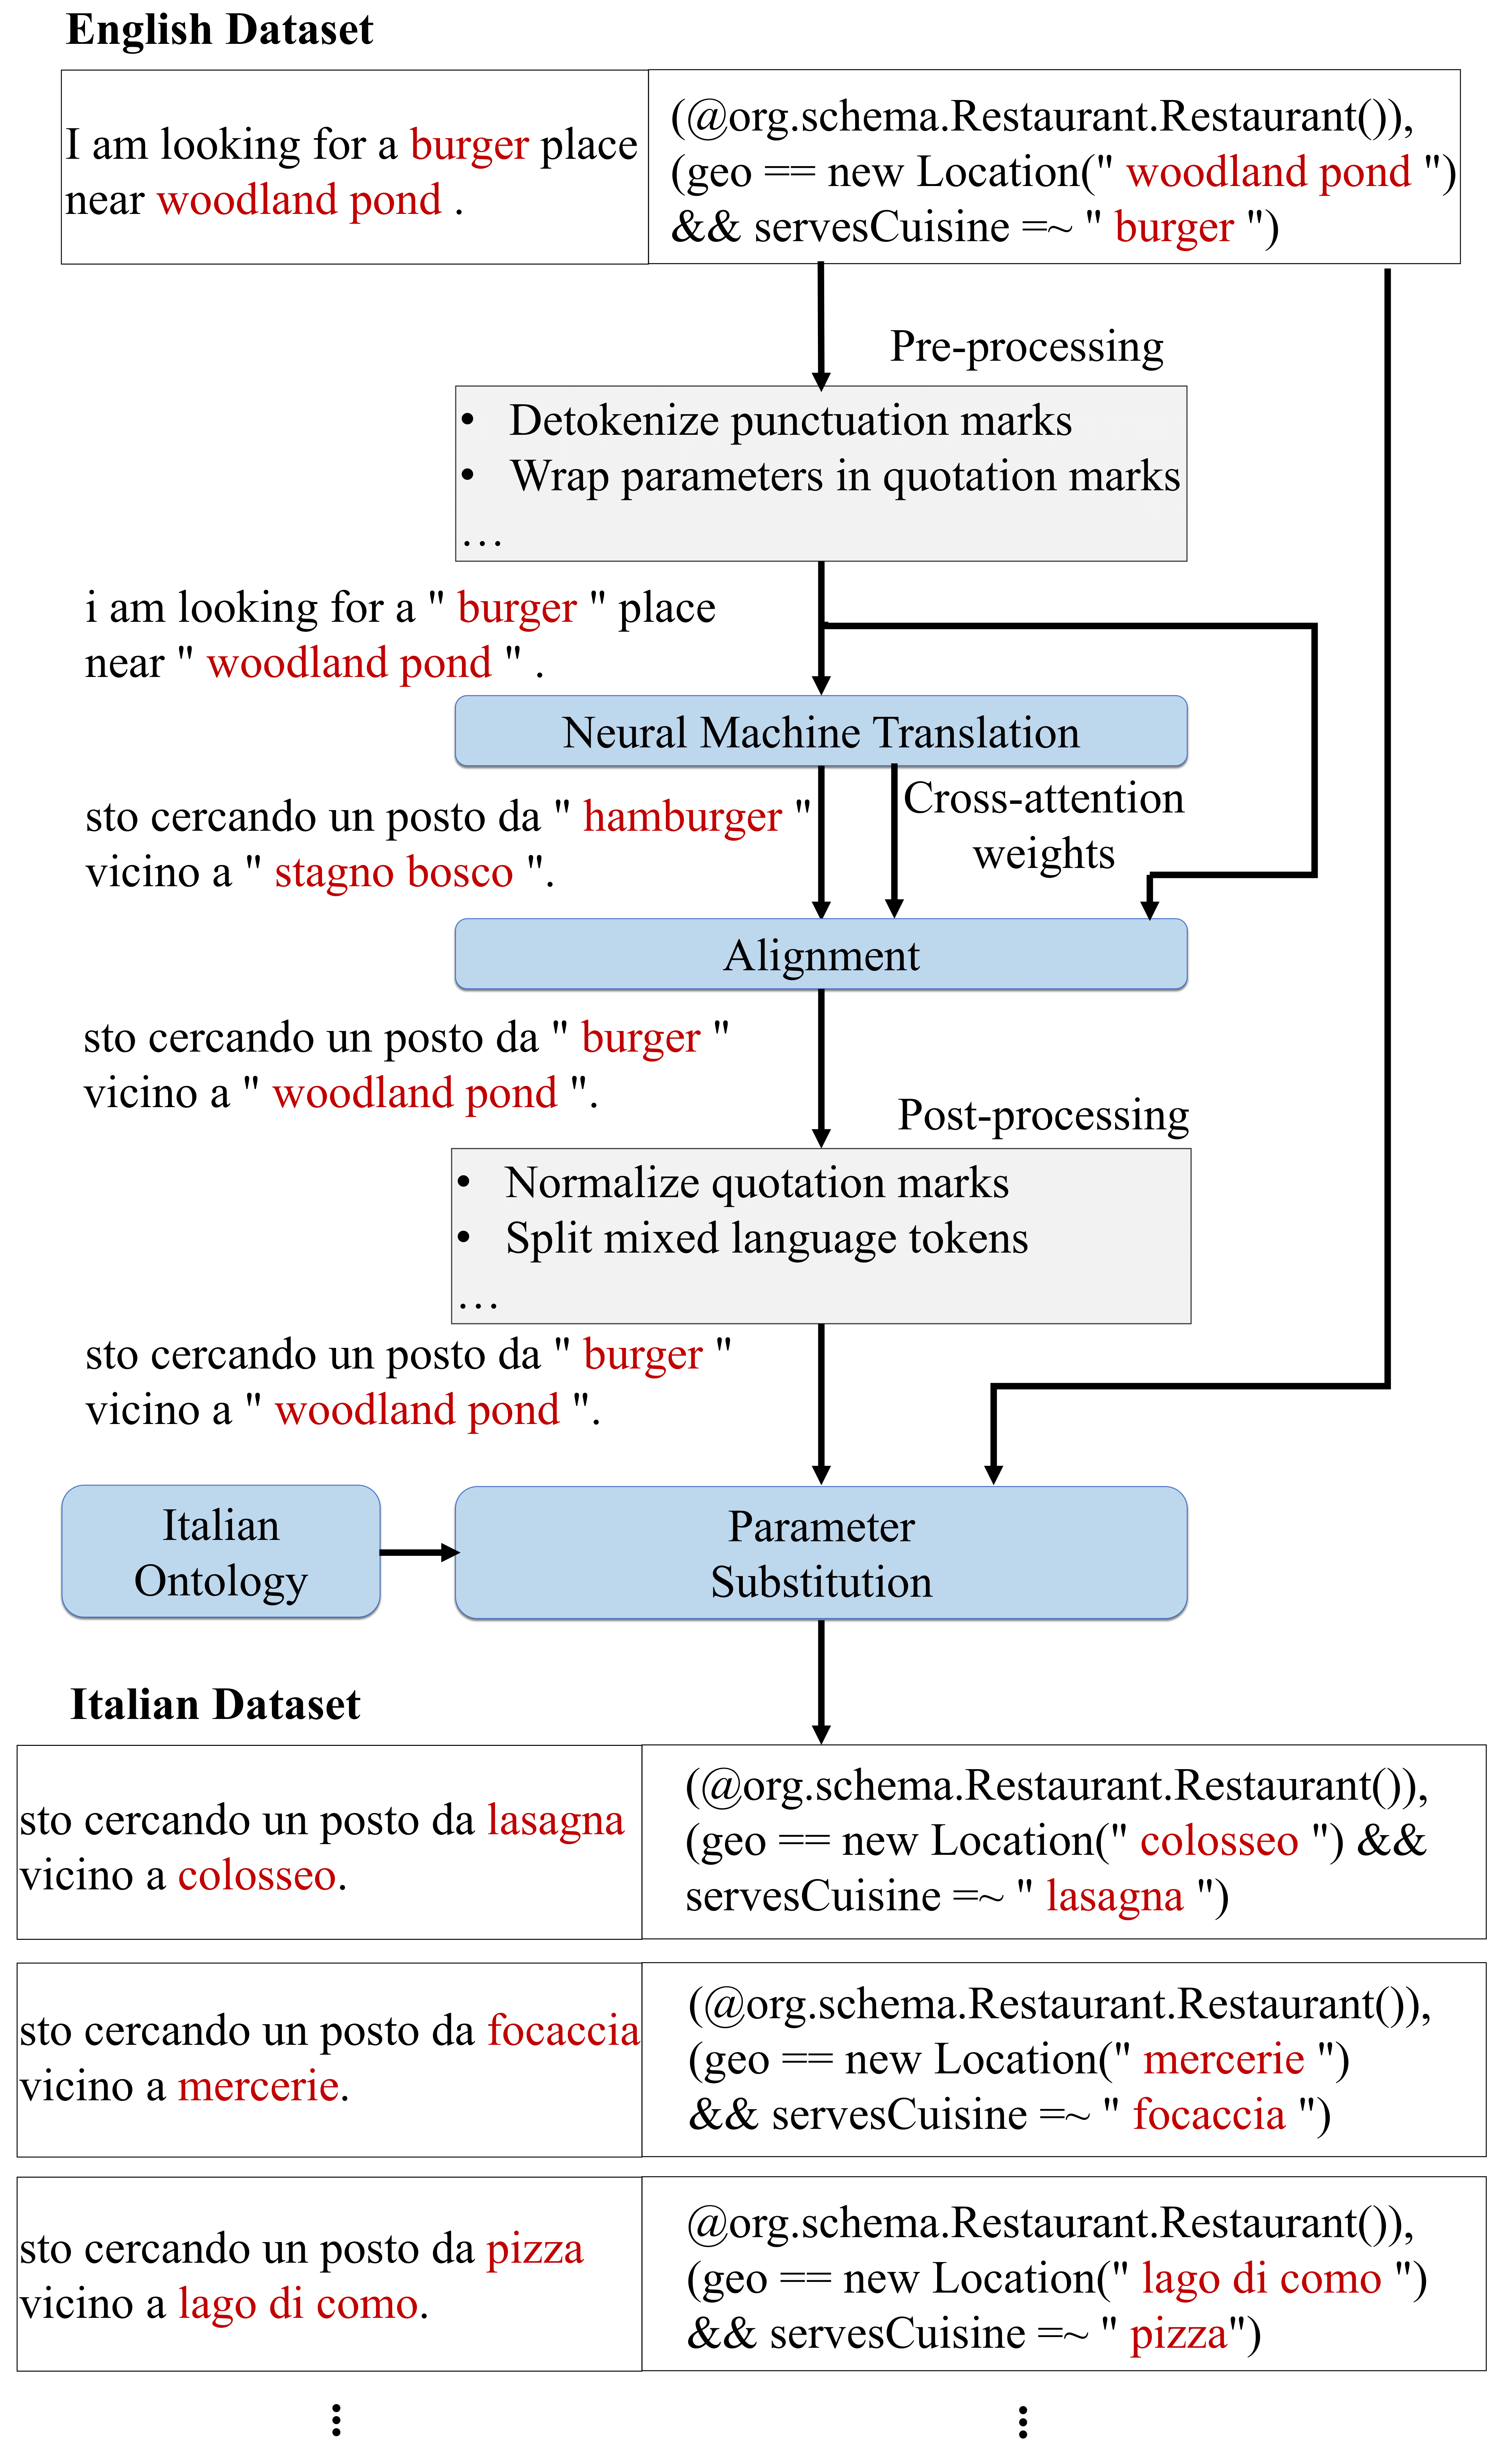 English Dataset
I am looking for a burger place
near woodland pond .
(@org.schema.Restaurant.Restaurant()),
(geo == new Location(" woodland pond ")
&& servesCuisine =~ " burger ")
Pre-processing
• Detokenize punctuation marks
• Wrap parameters in quotation marks
…
i am looking for a " burger " place
near " woodland pond " .
Neural Machine Translation
Cross-attention
weights
sto cercando un posto da " hamburger "
vicino a " stagno bosco ".
Alignment
sto cercando un posto da " burger "
vicino a " woodland pond ".
Post-processing
• Normalize quotation marks
• Split mixed language tokens
…
sto cercando un posto da " burger "
vicino a " woodland pond ".
Italian
Ontology
Parameter
Substitution
Italian Dataset
sto cercando un posto da lasagna
vicino a colosseo.
(@org.schema.Restaurant.Restaurant()),
(geo == new Location(" colosseo ") &&
servesCuisine =~ " lasagna ")
sto cercando un posto da focaccia
vicino a mercerie.
(@org.schema.Restaurant.Restaurant()),
(geo == new Location(" mercerie ")
&& servesCuisine =~ " focaccia ")
sto cercando un posto da pizza
vicino a lago di como.
@org.schema.Restaurant.Restaurant()),
(geo == new Location(" lago di como ")
&& servesCuisine =~ " pizza")